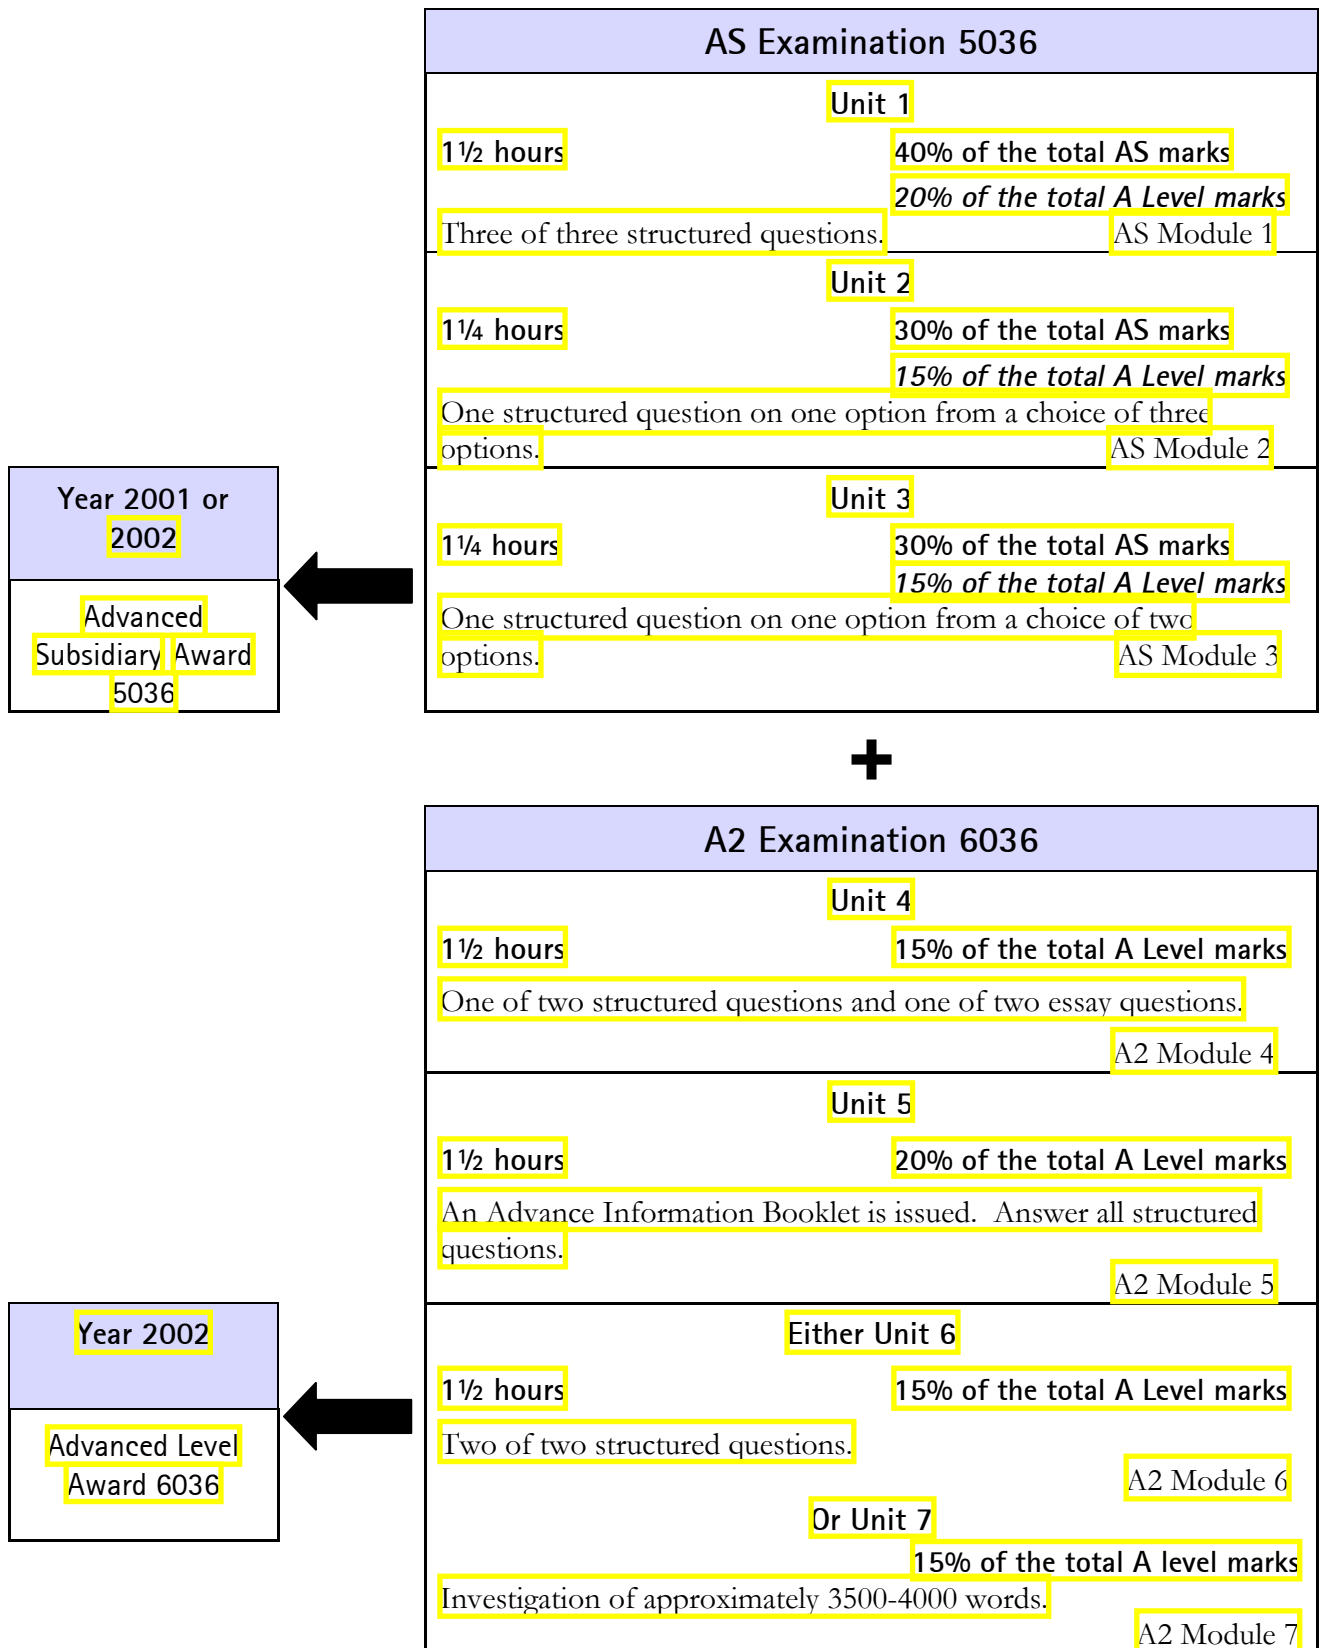 AS Examination 5036
Unit 1
1½ hours 40% of the total AS marks
20% of the total A Level marks
Three of three structured questions. AS Module 1
Unit 2
1¼ hours 30% of the total AS marks
15% of the total A Level marks
One structured question on one option from a choice of three
options. AS Module 2
Unit 3
1¼ hours 30% of the total AS marks
15% of the total A Level marks
One structured question on one option from a choice of two
options. AS Module 3
Year 2001 or
2002
Advanced
Subsidiary Award
5036
+
A2 Examination 6036
Unit 4
1½ hours 15% of the total A Level marks
One of two structured questions and one of two essay questions.
A2 Module 4
Unit 5
1½ hours 20% of the total A Level marks
An Advance Information Booklet is issued. Answer all structured
questions.
A2 Module 5
Either Unit 6
1½ hours 15% of the total A Level marks
Two of two structured questions.
A2 Module 6
Or Unit 7
15% of the total A level marks
Investigation of approximately 3500-4000 words.
A2 Module 7
Year 2002
Advanced Level
Award 6036